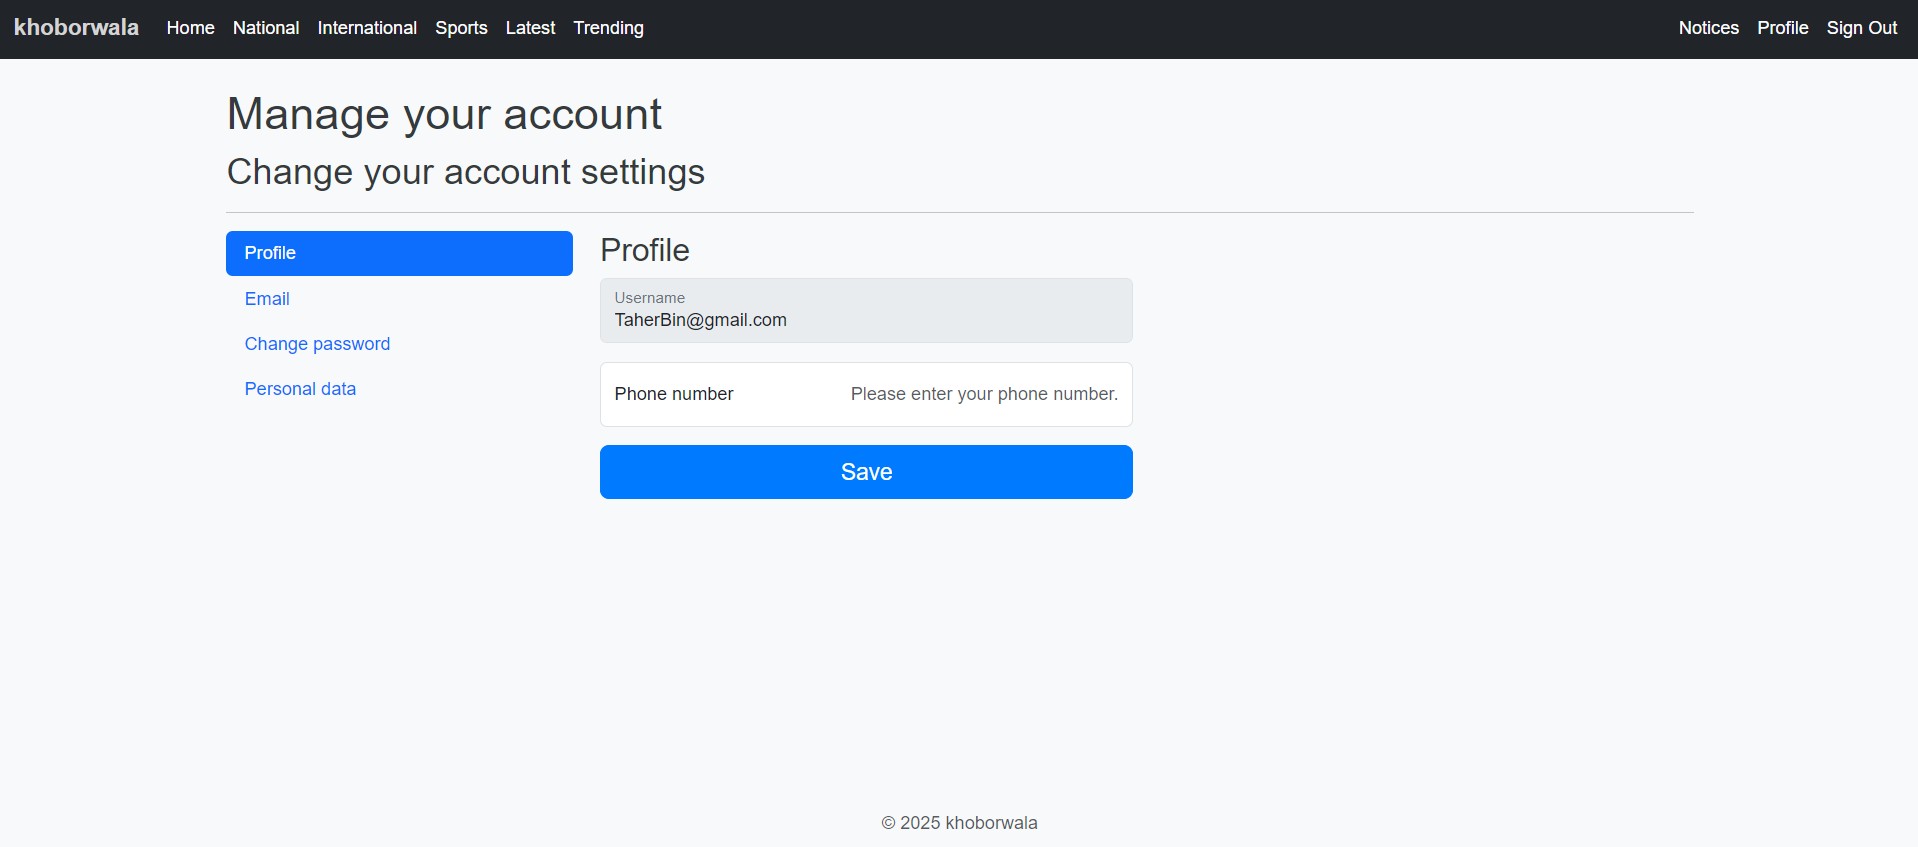 khoborwala Home National International Sports Latest Trending Notices Profile Sign Out
Manage your account
Change your account settings
Profile
Email
Change password
Personal data
Profile
Username
TaherBin@gmail.com
Phone number Please enter your phone number.
Save
© 2025 khoborwala